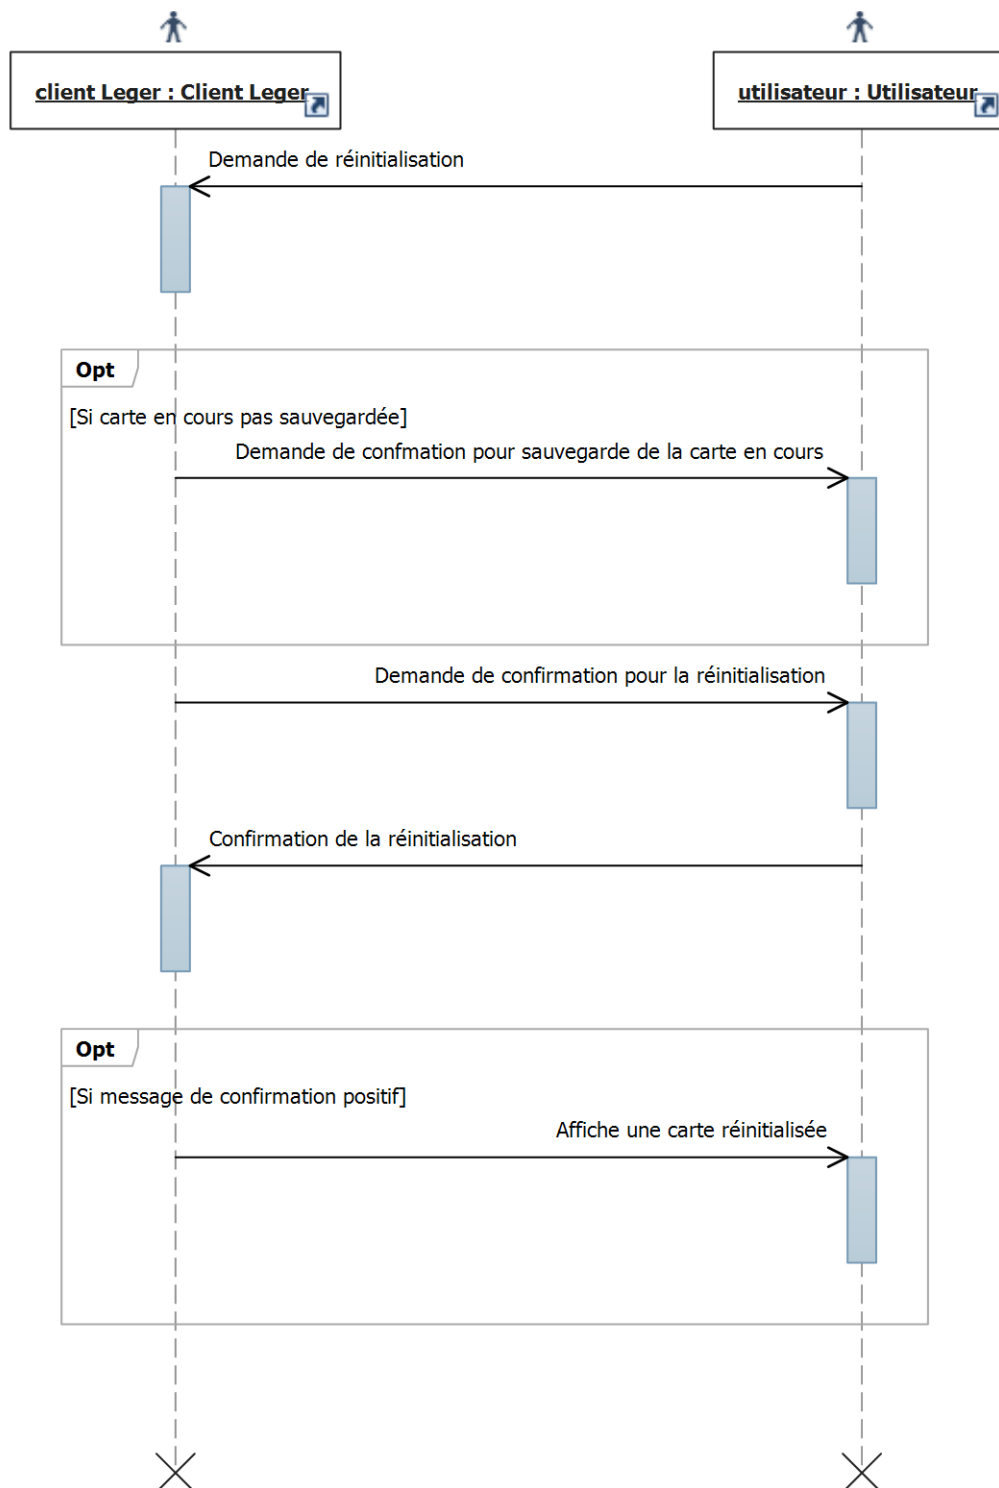 client Leger : Client Leger
utilisateur : Utilisateur
Demande de réinitialisation
Opt
[Si carte en cours pas sauvegardée]
Demande de confmation pour sauvegarde de la carte en cours
Demande de confirmation pour la réinitialisation
Confirmation de la réinitialisation
Opt
[Si message de confirmation positif]
Affiche une carte réinitialisée